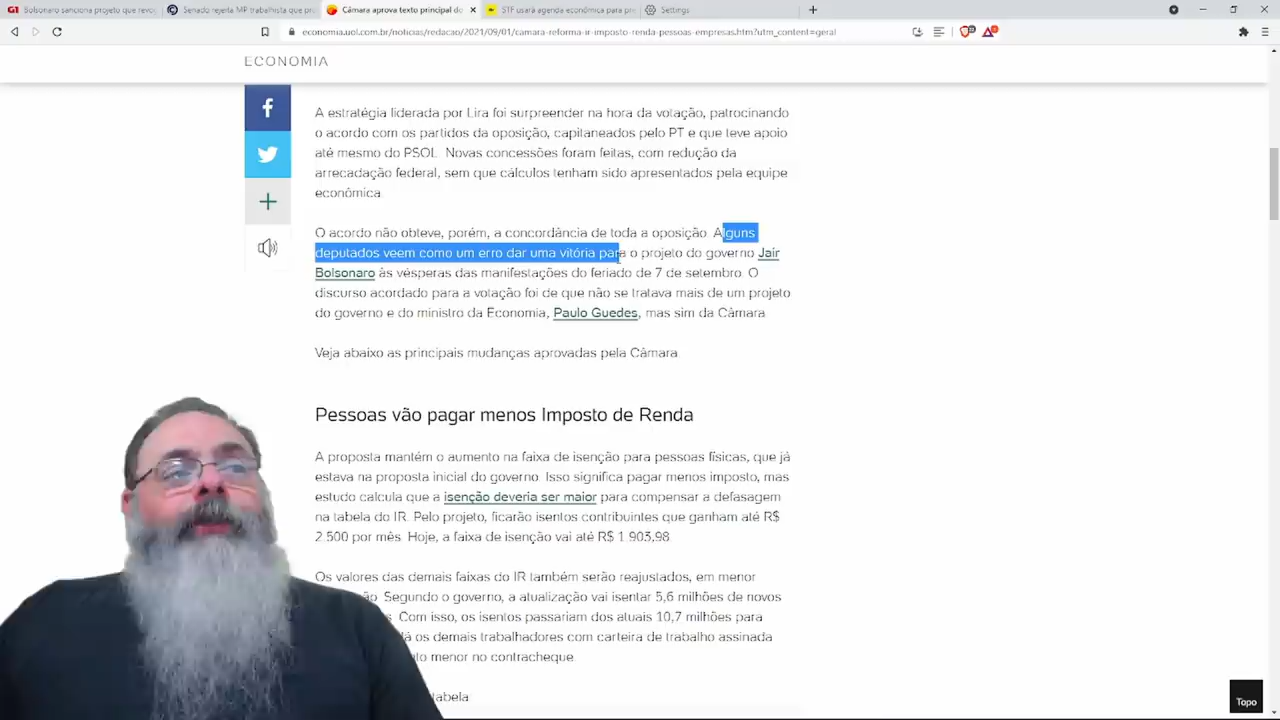 G1 Bolsonaro sanciona projeto que revoç
Senado rejeita MP trabalhista que pro
Câmara aprova texto principal do
STF usará agenda econômica para pre
Settings
economia.uol.com.br/noticias/redacao/2021/09/01/camara-reforma-ir-imposto-renda-pessoas-empresas.htm?utm_content=geral
ECONOMIA
A estratégia liderada por Lira foi surpreender na hora da votação, patrocinando
o acordo com os partidos da oposição, capitaneados pelo PT e que teve apoio
até mesmo do PSOL. Novas concessões foram feitas, com redução da
arrecadação federal, sem que cálculos tenham sido apresentados pela equipe
econômica.
O acordo não obteve, porém, a concordância de toda a oposição. Alguns
deputados veem como um erro dar uma vitória para o projeto do governo Jair
Bolsonaro às vésperas das manifestações do feriado de 7 de setembro. O
discurso acordado para a votação foi de que não se tratava mais de um projeto
do governo e do ministro da Economia, Paulo Guedes, mas sim da Câmara.
Veja abaixo as principais mudanças aprovadas pela Câmara.
Pessoas vão pagar menos Imposto de Renda
A proposta mantém o aumento na faixa de isenção para pessoas físicas, que já
estava na proposta inicial do governo. Isso significa pagar menos imposto, mas
estudo calcula que a isenção deveria ser maior para compensar a defasagem
na tabela do IR. Pelo projeto, ficarão isentos contribuintes que ganham até R$
2.500 por mês. Hoje, a faixa de isenção vai até R$ 1.903,98.
Os valores das demais faixas do IR também serão reajustados, em menor
Segundo o governo, a atualização vai isentar 5,6 milhões de novos
Com isso, os isentos passariam dos atuais 10,7 milhões para
os demais trabalhadores com carteira de trabalho assinada
menor no contracheque.
tabela
Topo